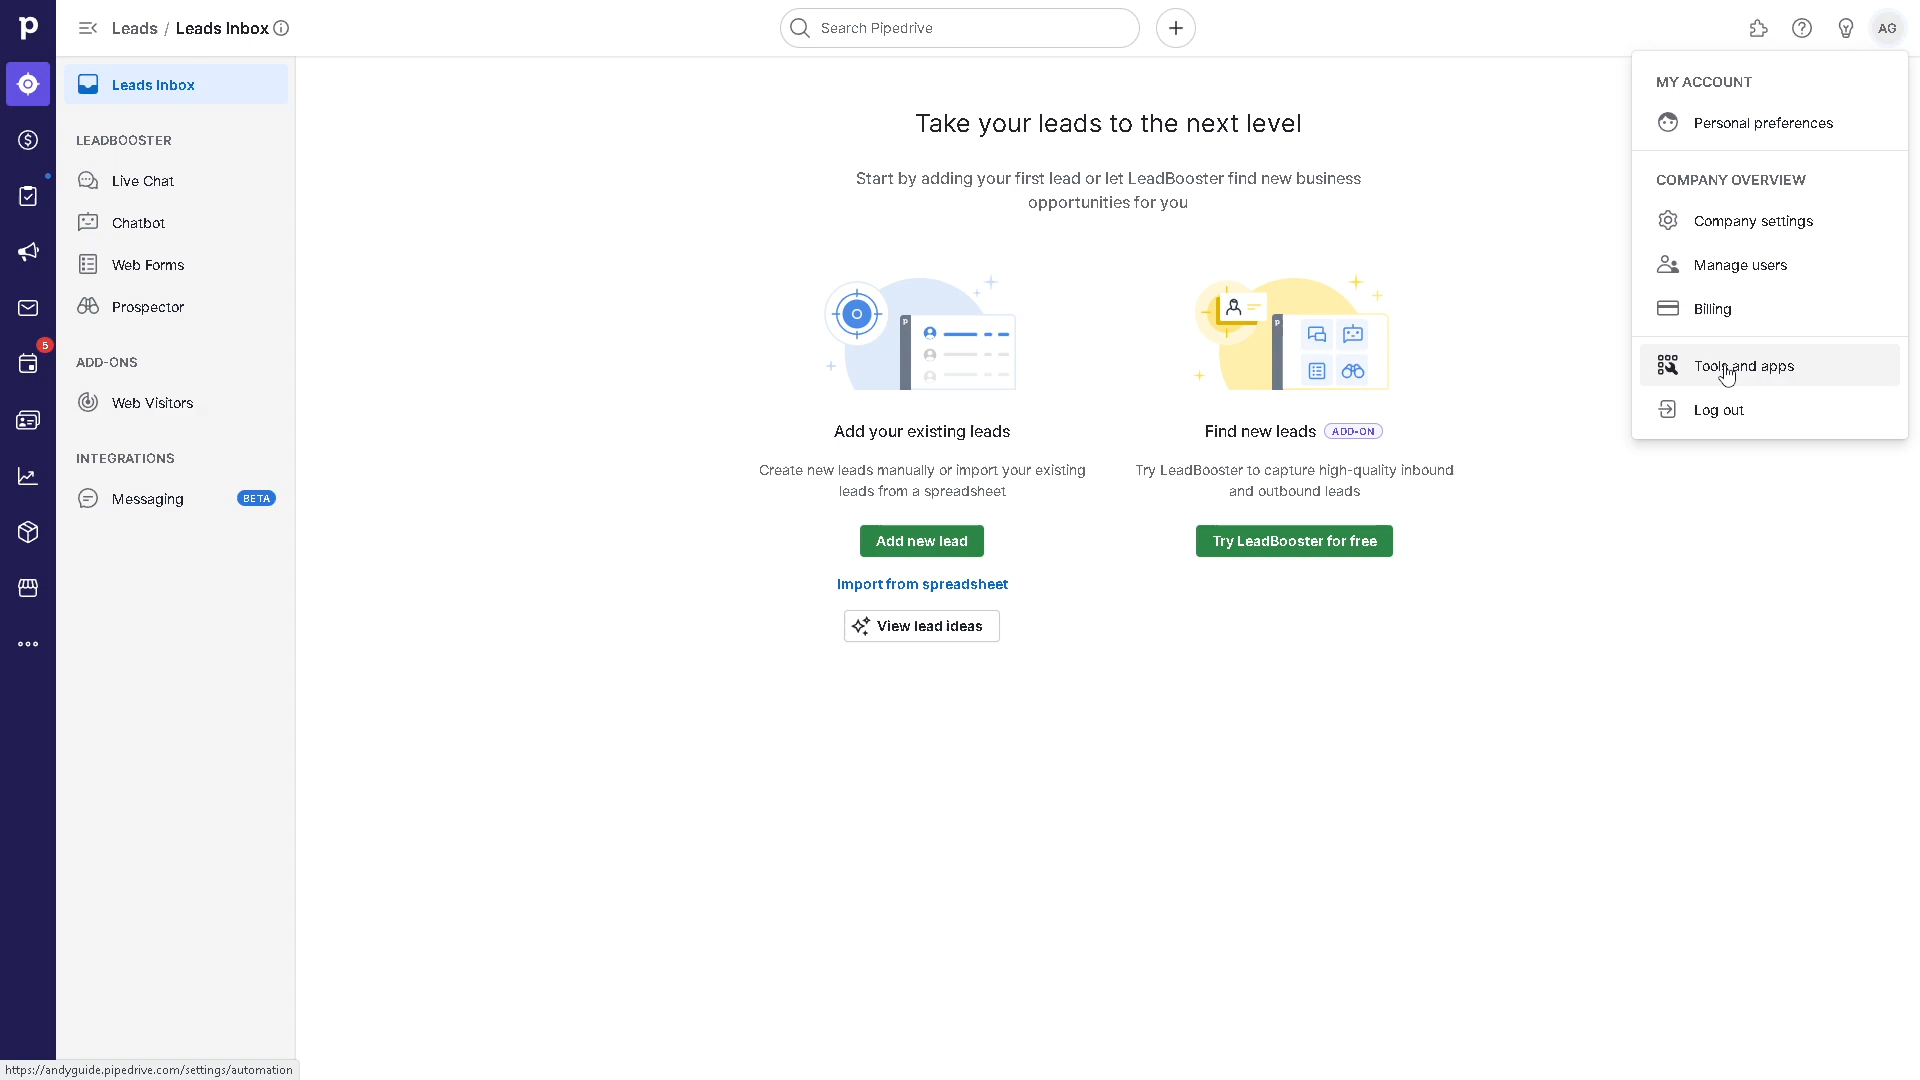 Leads / Leads Inbox
Search Pipedrive
AG
Leads Inbox
LEADBOOSTER
Live Chat
Chatbot
Web Forms
Prospector
5
ADD-ONS
Web Visitors
INTEGRATIONS
Messaging BETA
Take your leads to the next level
Start by adding your first lead or let LeadBooster find new business
opportunities for you
Add your existing leads
Create new leads manually or import your existing
leads from a spreadsheet
Add new lead
Import from spreadsheet
View lead ideas
Find new leads ADD-ON
Try LeadBooster to capture high-quality inbound
and outbound leads
Try LeadBooster for free
MY ACCOUNT
Personal preferences
COMPANY OVERVIEW
Company settings
Manage users
Billing
Tools and apps
Log out
https://andyguide.pipedrive.com/settings/automation